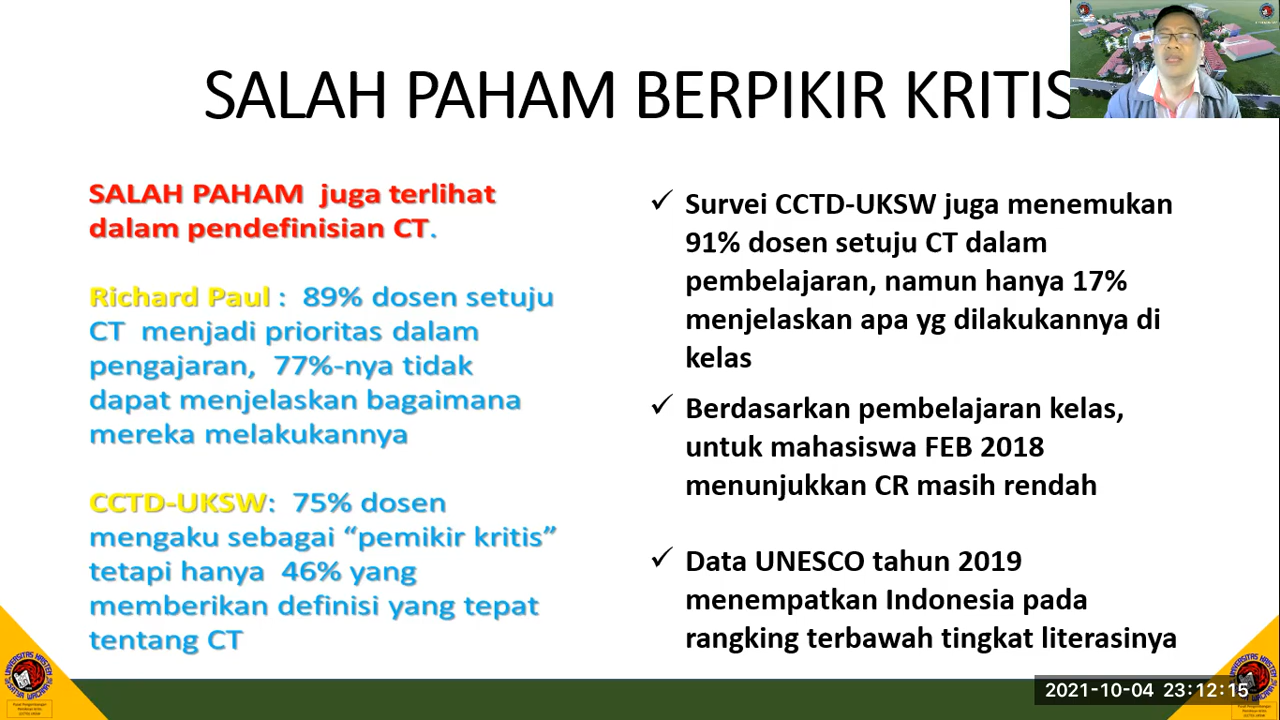 SALAH PAHAM BERPIKIR KRITIS
SALAH PAHAM juga terlihat
dalam pendefinisian CT.
Richard Paul : 89% dosen setuju
CT menjadi prioritas dalam
pengajaran, 77%-nya tidak
dapat menjelaskan bagaimana
mereka melakukannya
CCTD-UKSW: 75% dosen
mengaku sebagai “pemikir kritis”
tetapi hanya 46% yang
memberikan definisi yang tepat
tentang CT
✓ Survei CCTD-UKSW juga menemukan
91% dosen setuju CT dalam
pembelajaran, namun hanya 17%
menjelaskan apa yg dilakukannya di
kelas
✓ Berdasarkan pembelajaran kelas,
untuk mahasiswa FEB 2018
menunjukkan CR masih rendah
✓ Data UNESCO tahun 2019
menempatkan Indonesia pada
rangking terbawah tingkat literasinya
UNIVERSITAS KRISTEN
SATYA WACANA
2021-10-04 23:12:15